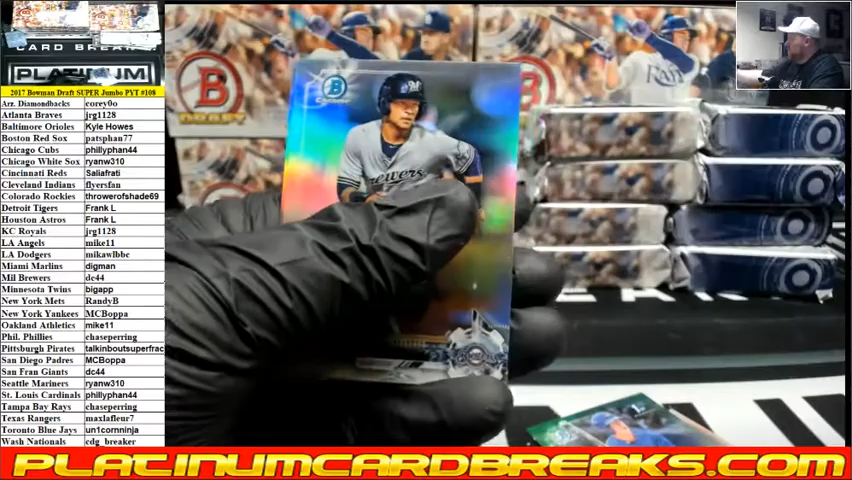 CARD BREAKS
PLATINUM
2017 Bowman Draft SUPER Jumbo PYT #108
Arz. Diamondbacks corey0o
Atlanta Braves jrg1128
Baltimore Orioles Kyle Howes
Boston Red Sox patsphan77
Chicago Cubs phillyphan44
Chicago White Sox ryanw310
Cincinnati Reds Saliafrati
Cleveland Indians flyersfan
Colorado Rockies throwerofshade69
Detroit Tigers Frank L
Houston Astros Frank L
KC Royals jrg1128
LA Angels mike11
LA Dodgers mikawlbbc
Miami Marlins digman
Mil Brewers dc44
Minnesota Twins bigapp
New York Mets RandyB
New York Yankees MCBoppa
Oakland Athletics mike11
Phil. Phillies chaseperring
Pittsburgh Pirates talkinboutsuperfrac
San Diego Padres MCBoppa
San Fran Giants dc44
Seattle Mariners ryanw310
St. Louis Cardinals phillyphan44
Tampa Bay Rays chaseperring
Texas Rangers maxlafleur7
Toronto Blue Jays un1cornninja
Wash Nationals cdg_breaker
B
DRAFT
B
BOWMAN
CHROME
Brewers
RAYS
PLATINUMCARDBREAKS.COM